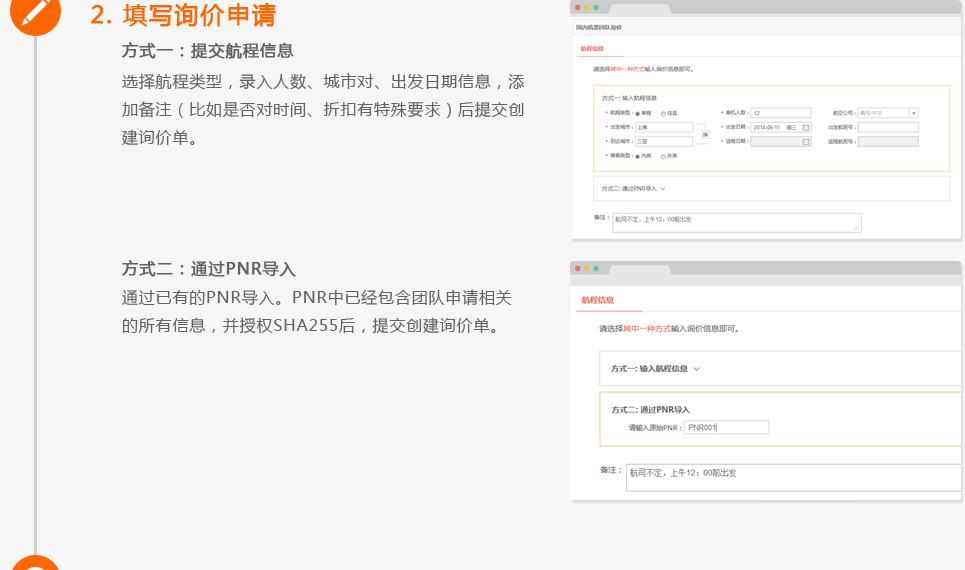 2. 填写询价申请
方式一：提交航程信息
选择航程类型，录入人数、城市对、出发日期信息，添
加备注（比如是否对时间、折扣有特殊要求）后提交创
建询价单。
国内机票团队询价
航程信息
请选择其中一种方式输入询价信息即可。
方式一: 输入航程信息
* 航程类型： 单程 往返 * 乘机人数： 12 航空公司：
* 出发城市： 上海 * 出发日期： 2014-06-11 周三 出发航班号：
换
* 到达城市： 三亚 * 返程日期： 返程航班号：
* 乘客类型： 内宾 外宾
方式二: 通过PNR导入
备注： 航司不定，上午12：00前出发
方式二：通过PNR导入
通过已有的PNR导入。PNR中已经包含团队申请相关
的所有信息，并授权SHA255后，提交创建询价单。
航程信息
请选择其中一种方式输入询价信息即可。
方式一: 输入航程信息
方式二: 通过PNR导入
请输入原始PNR： PNR001
备注： 航司不定，上午12：00前出发